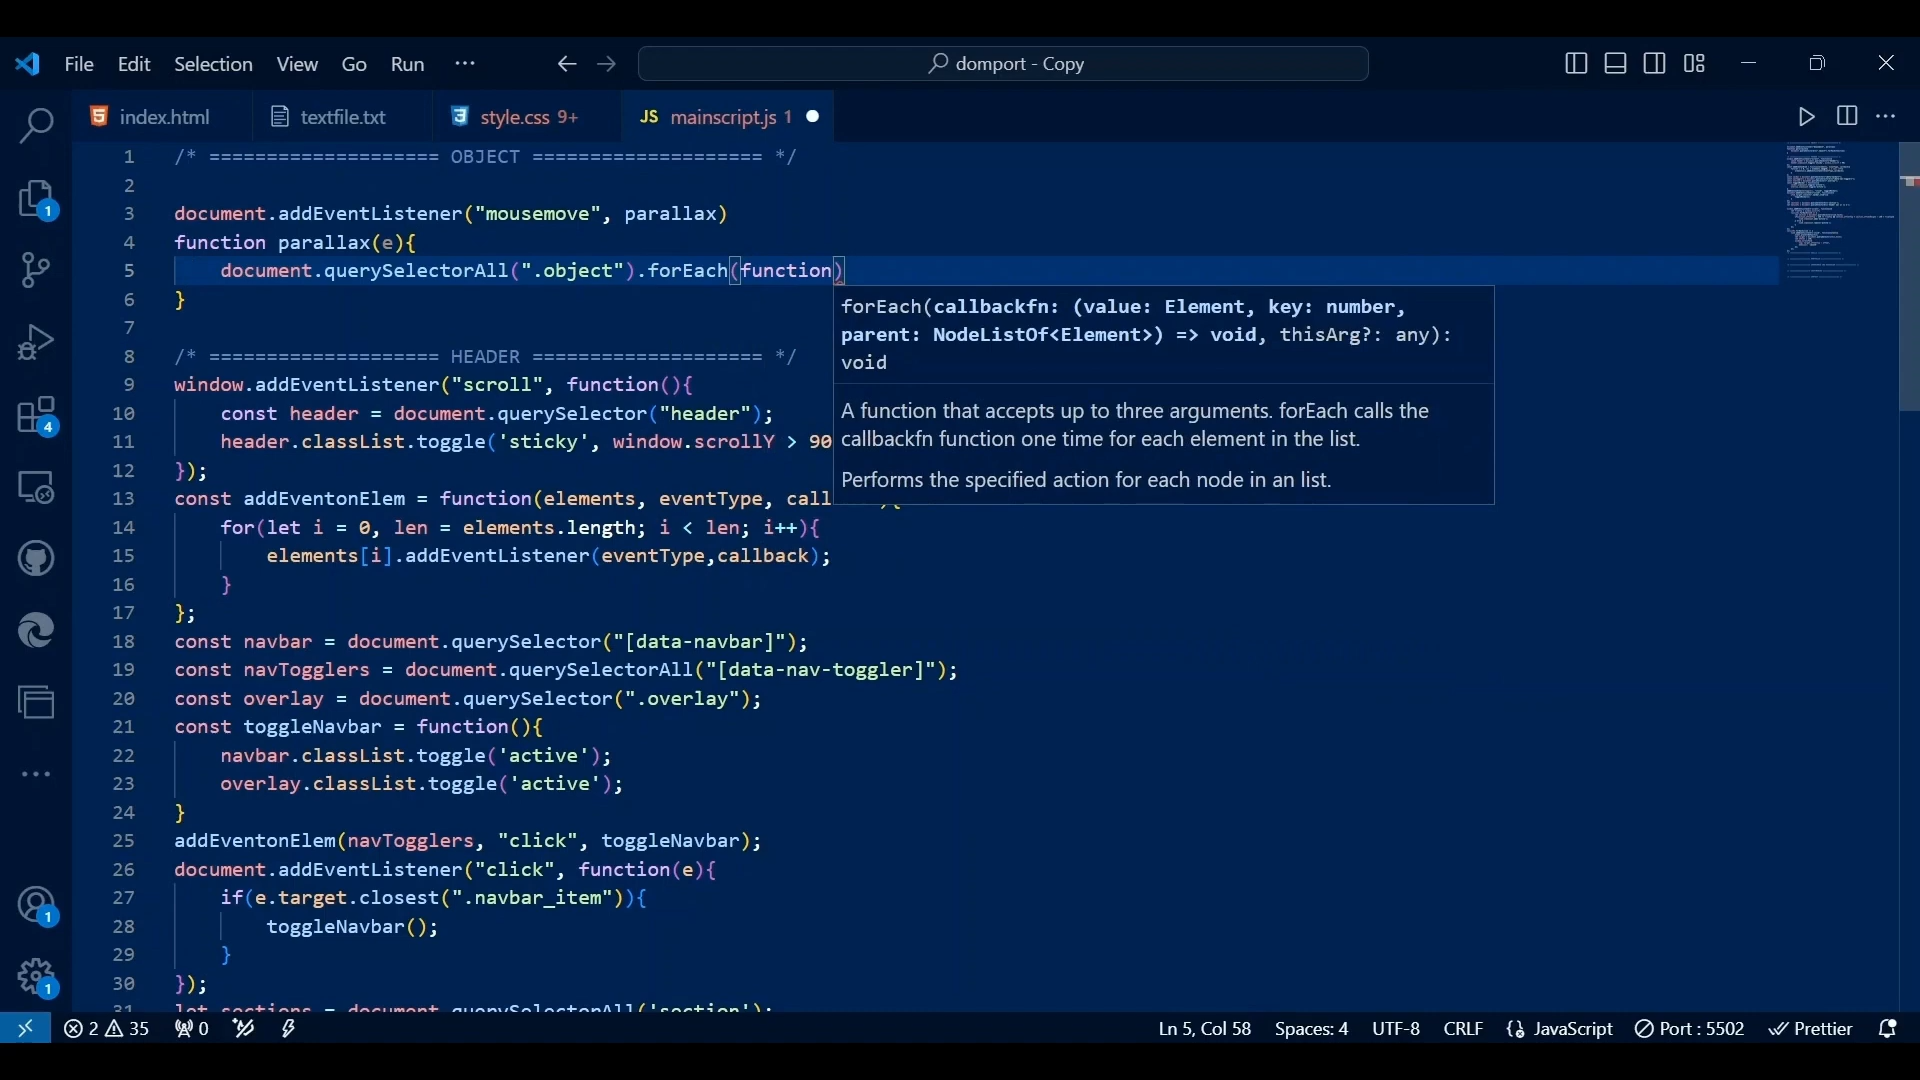 File Edit Selection View Go Run ··· domport - Copy
index.html textfile.txt style.css 9+ JS mainscript.js 1
1 /* ==================== OBJECT ==================== */
2
3 document.addEventListener("mousemove", parallax)
4 function parallax(e){
5 document.querySelectorAll(".object").forEach(function)
6 }
7
8 /* ==================== HEADER ==================== */
9 window.addEventListener("scroll", function(){
10 const header = document.querySelector("header");
11 header.classList.toggle('sticky', window.scrollY > 90
12 });
13 const addEventonElem = function(elements, eventType, call
14 for(let i = 0, len = elements.length; i < len; i++){
15 elements[i].addEventListener(eventType,callback);
16 }
17 };
18 const navbar = document.querySelector("[data-navbar]");
19 const navTogglers = document.querySelectorAll("[data-nav-toggler]");
20 const overlay = document.querySelector(".overlay");
21 const toggleNavbar = function(){
22 navbar.classList.toggle('active');
23 overlay.classList.toggle('active');
24 }
25 addEventonElem(navTogglers, "click", toggleNavbar);
26 document.addEventListener("click", function(e){
27 if(e.target.closest(".navbar_item")){
28 toggleNavbar();
29 }
30 });
31 let sections = document.querySelectorAll('section');
forEach(callbackfn: (value: Element, key: number,
parent: NodeListOf<Element>) => void, thisArg?: any):
void
A function that accepts up to three arguments. forEach calls the
callbackfn function one time for each element in the list.
Performs the specified action for each node in an list.
1
4
1
1
2 35 0 Ln 5, Col 58 Spaces: 4 UTF-8 CRLF JavaScript Port : 5502 Prettier